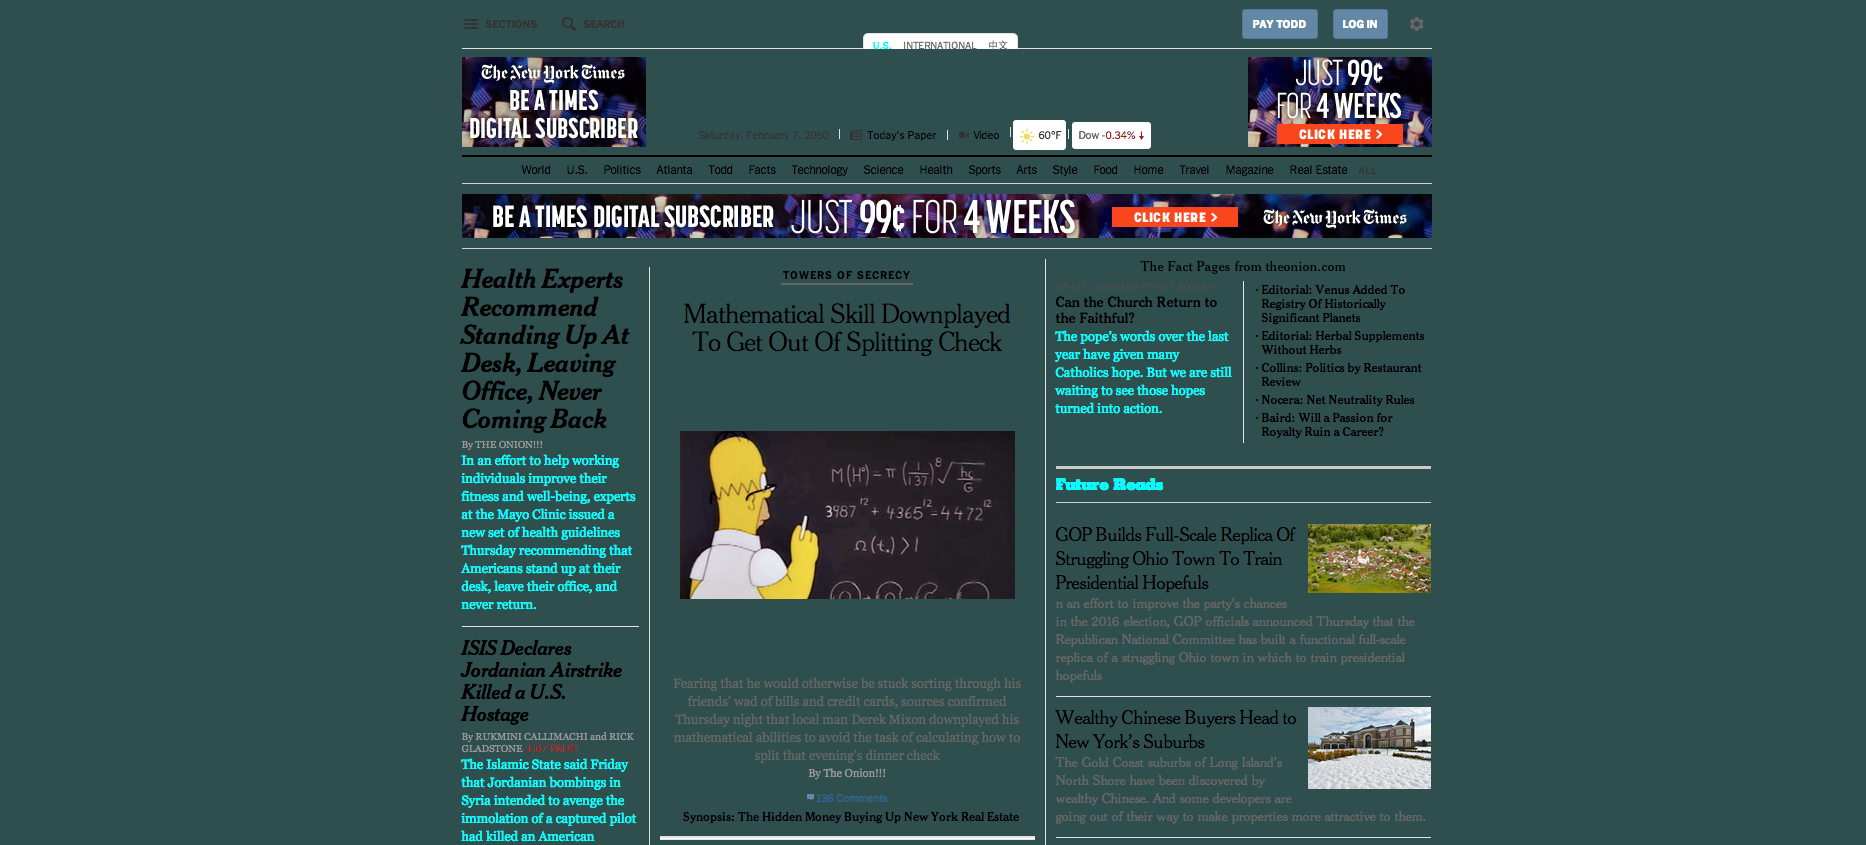 SECTIONS
SEARCH
PAY TODD
LOG IN
U.S. INTERNATIONAL 中文
The New York Times
BE A TIMES
DIGITAL SUBSCRIBER
Saturday, February 7, 2050
Today's Paper
Video
60°F
Dow -0.34% ↓
JUST 99¢
FOR 4 WEEKS
CLICK HERE >
World U.S. Politics Atlanta Todd Facts Technology Science Health Sports Arts Style Food Home Travel Magazine Real Estate ALL
BE A TIMES DIGITAL SUBSCRIBER JUST 99¢ FOR 4 WEEKS CLICK HERE > The New York Times
Health Experts
Recommend
Standing Up At
Desk, Leaving
Office, Never
Coming Back
By THE ONION!!!
In an effort to help working
individuals improve their
fitness and well-being, experts
at the Mayo Clinic issued a
new set of health guidelines
Thursday recommending that
Americans stand up at their
desk, leave their office, and
never return.
ISIS Declares
Jordanian Airstrike
Killed a U.S.
Hostage
By RUKMINI CALLIMACHI and RICK
GLADSTONE 4:07 PM ET
The Islamic State said Friday
that Jordanian bombings in
Syria intended to avenge the
immolation of a captured pilot
had killed an American
TOWERS OF SECRECY
Mathematical Skill Downplayed
To Get Out Of Splitting Check
M(H°) = π (1/137)⁸ √hc/G
3987¹² + 4365¹² = 4472¹²
Ω(t₀) > 1
Fearing that he would otherwise be stuck sorting through his
friends' wad of bills and credit cards, sources confirmed
Thursday night that local man Derek Mixon downplayed his
mathematical abilities to avoid the task of calculating how to
split that evening's dinner check
By The Onion!!!
136 Comments
Synopsis: The Hidden Money Buying Up New York Real Estate
The Fact Pages from theonion.com
OP-ED | JENNIFER FINNEY BOYLAN
Can the Church Return to
the Faithful?
The pope's words over the last
year have given many
Catholics hope. But we are still
waiting to see those hopes
turned into action.
· Editorial: Venus Added To
Registry Of Historically
Significant Planets
· Editorial: Herbal Supplements
Without Herbs
· Collins: Politics by Restaurant
Review
· Nocera: Net Neutrality Rules
· Baird: Will a Passion for
Royalty Ruin a Career?
Future Reads
GOP Builds Full-Scale Replica Of
Struggling Ohio Town To Train
Presidential Hopefuls
n an effort to improve the party's chances
in the 2016 election, GOP officials announced Thursday that the
Republican National Committee has built a functional full-scale
replica of a struggling Ohio town in which to train presidential
hopefuls
Wealthy Chinese Buyers Head to
New York's Suburbs
The Gold Coast suburbs of Long Island's
North Shore have been discovered by
wealthy Chinese. And some developers are
going out of their way to make properties more attractive to them.